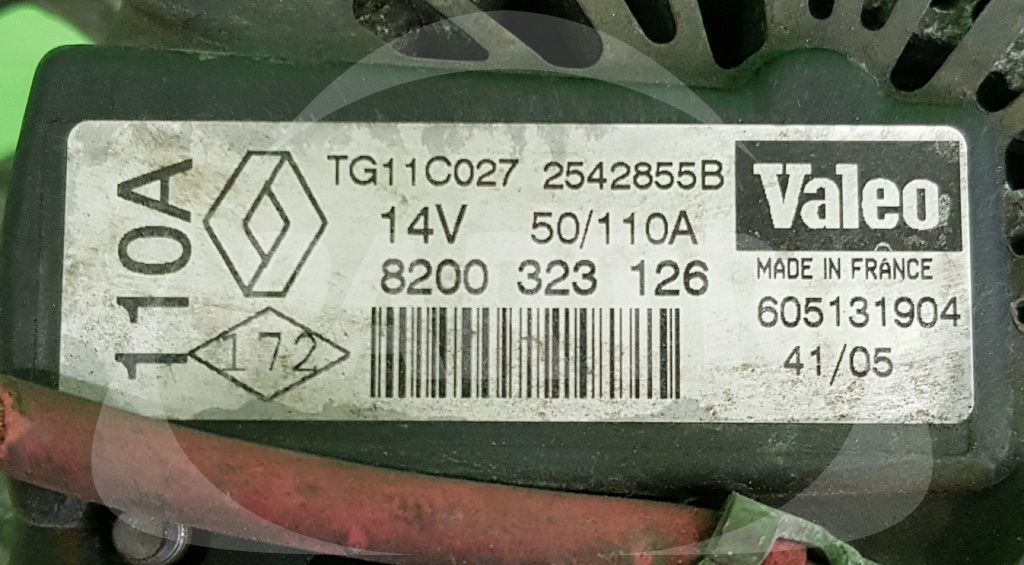 110A
TG11C027 2542855B
14V 50/110A
8200 323 126
172
Valeo
MADE IN FRANCE
605131904
41/05